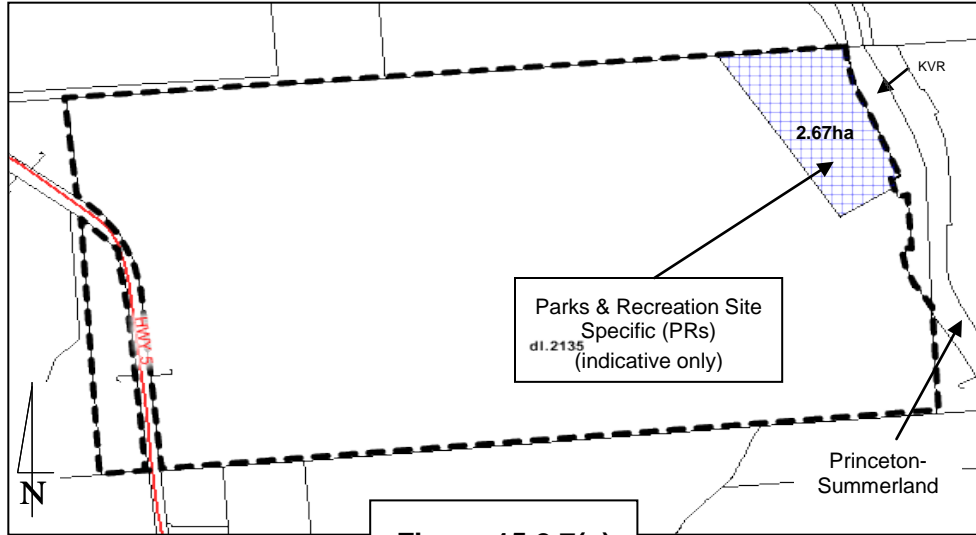 KVR
2.67ha
Parks & Recreation Site
Specific (PRs)
dl.2135
(indicative only)
HWY 5
Princeton-
Summerland
N